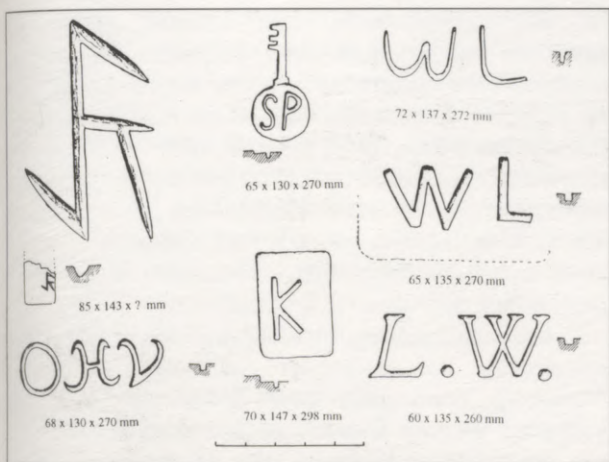 SP
65 x 130 x 270 mm
WL
72 x 137 x 272 mm
WL
65 x 135 x 270 mm
85 x 143 x ? mm
K
70 x 147 x 298 mm
OHV
68 x 130 x 270 mm
L.W.
60 x 135 x 260 mm